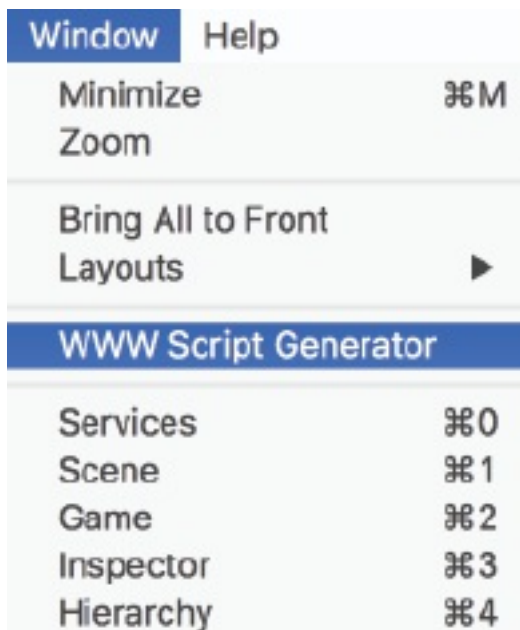 Window Help
Minimize ⌘M
Zoom
Bring All to Front
Layouts ▶
WWW Script Generator
Services ⌘0
Scene ⌘1
Game ⌘2
Inspector ⌘3
Hierarchy ⌘4